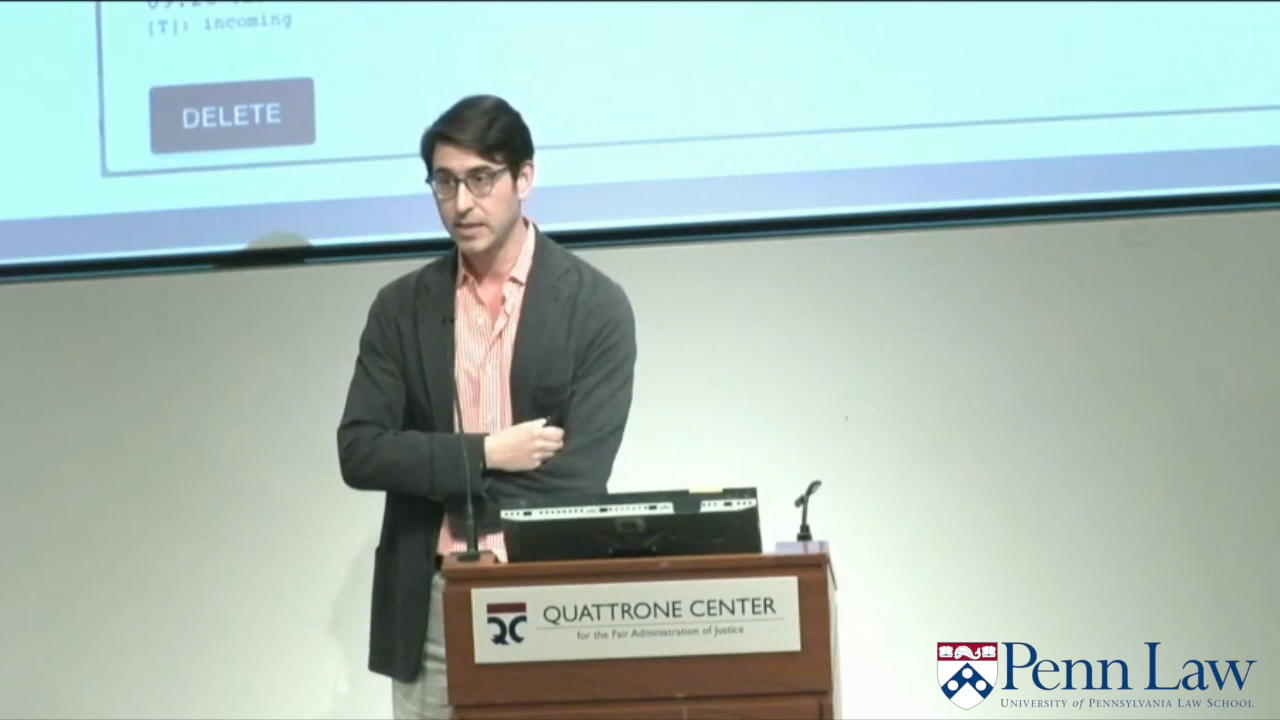 [T]: incoming
DELETE
QC
QUATTRONE CENTER
for the Fair Administration of Justice
Penn Law
UNIVERSITY of PENNSYLVANIA LAW SCHOOL